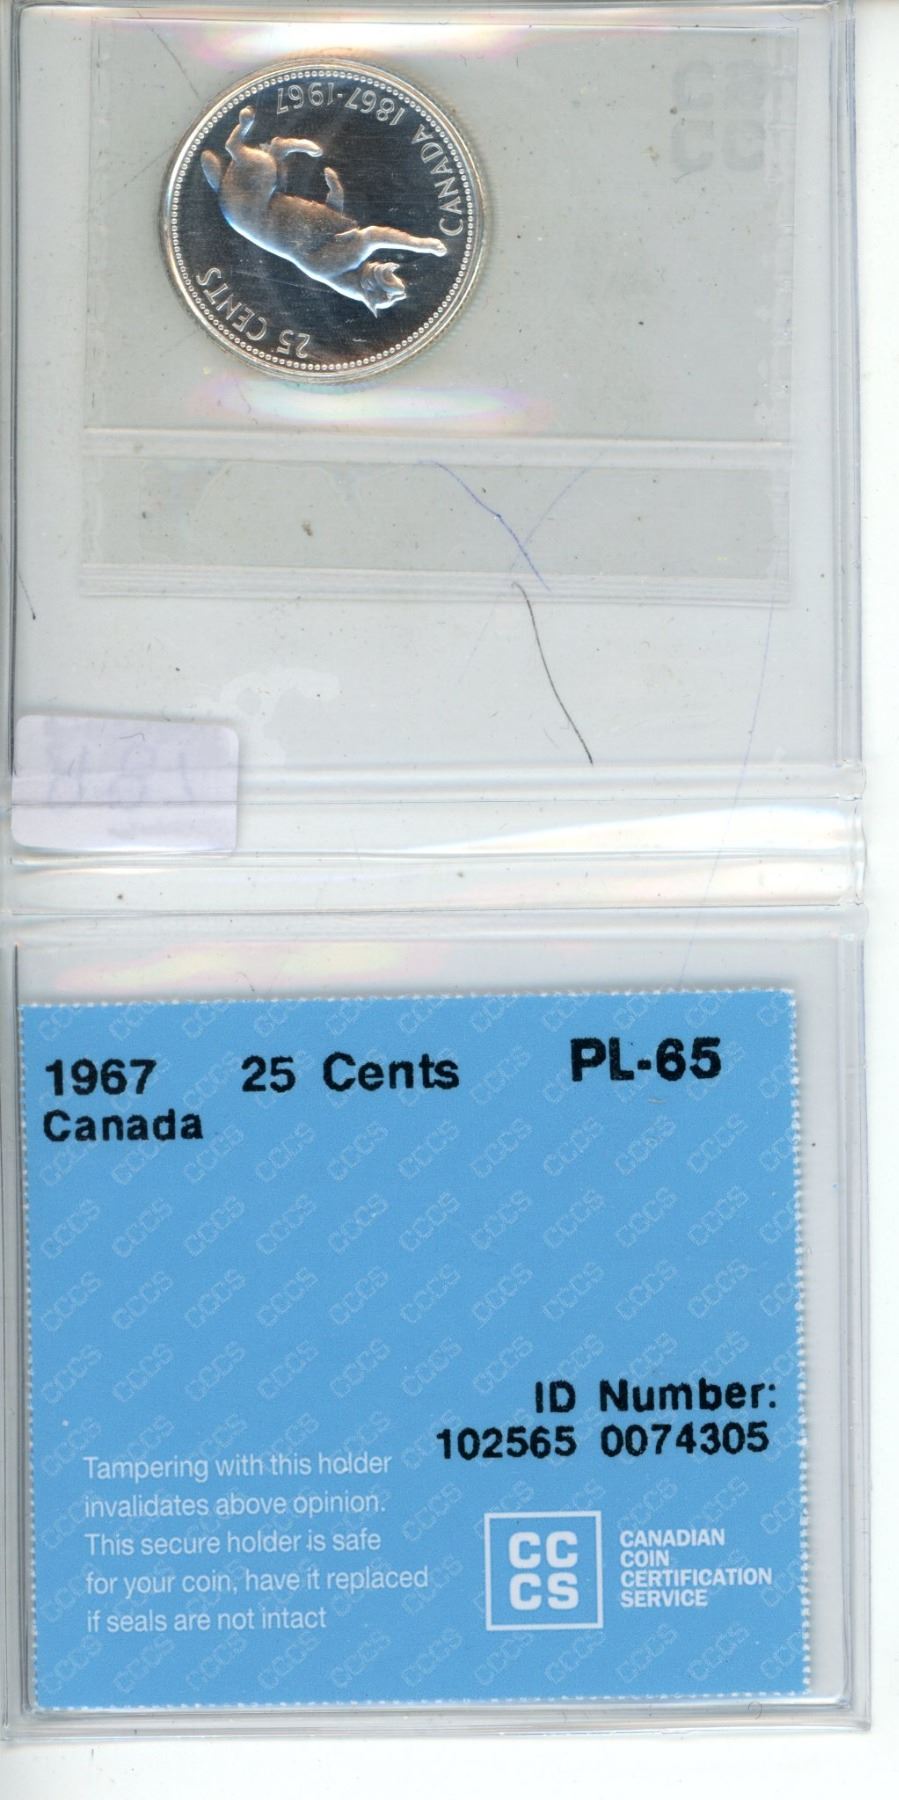 CANADA 1867-1967
25 CENTS
1967 25 Cents PL-65
Canada
ID Number:
102565 0074305
Tampering with this holder
invalidates above opinion.
This secure holder is safe
for your coin, have it replaced
if seals are not intact
CC
CS
CANADIAN
COIN
CERTIFICATION
SERVICE